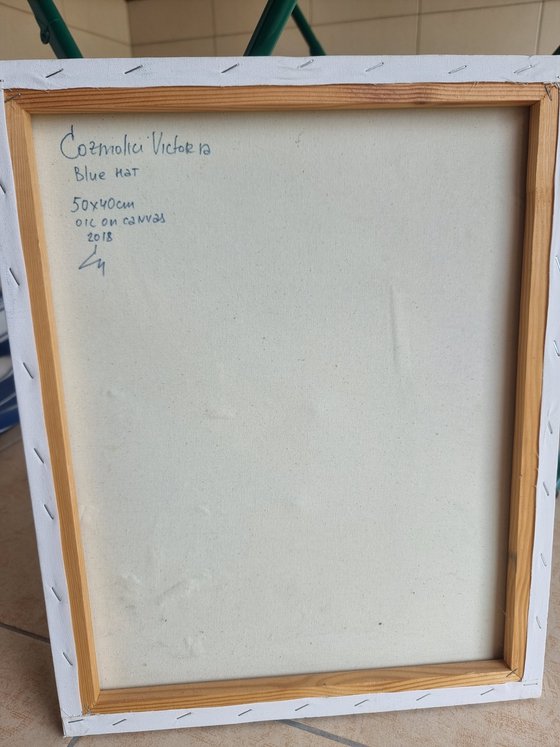 Cozmolici Victoria
Blue Hat
50x40cm
oil on canvas
2018